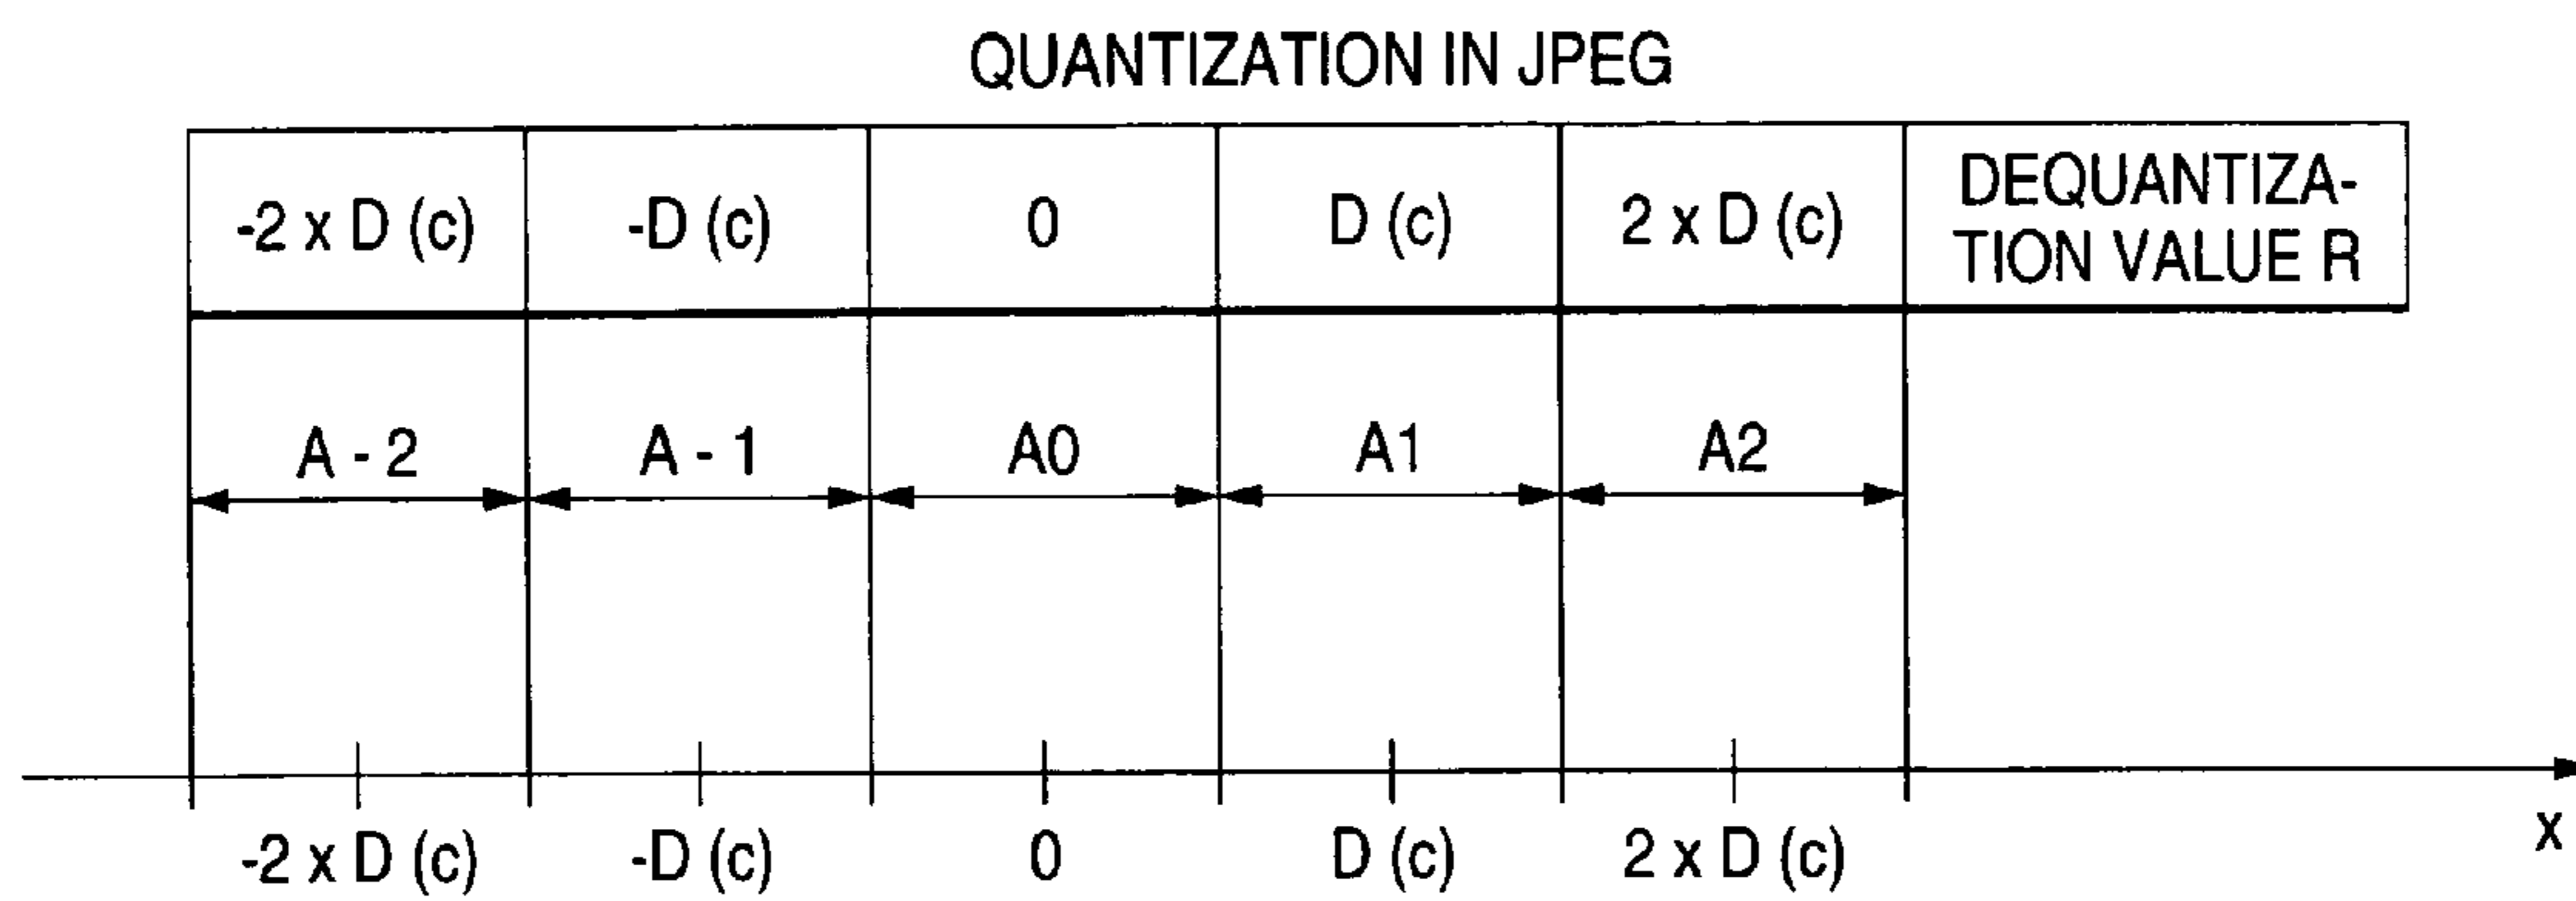 QUANTIZATION IN JPEG
-2 x D (c) -D (c) 0 D (c) 2 x D (c) DEQUANTIZA-
TION VALUE R
A - 2 A - 1 A0 A1 A2
-2 x D (c) -D (c) 0 D (c) 2 x D (c) x